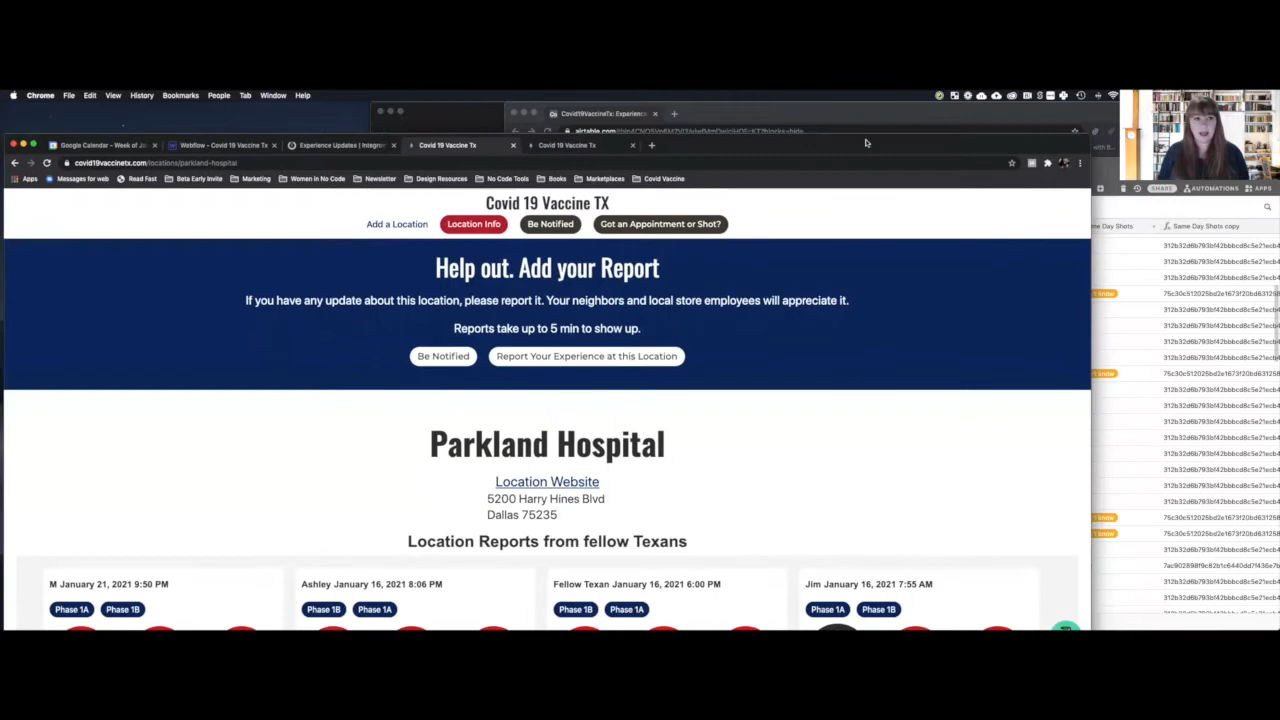 Chrome File Edit View History Bookmarks People Tab Window Help
Covid19VaccineTx: Experienc
Google Calendar - Week of Ja
Webflow - Covid 19 Vaccine Tx
Experience Updates | Integrom
Covid 19 Vaccine Tx
Covid 19 Vaccine Tx
covid19vaccinetx.com/locations/parkland-hospital
Apps Messages for web Read Fast Beta Early Invite Marketing Women in No Code Newsletter Design Resources No Code Tools Books Marketplaces Covid Vaccine
SHARE AUTOMATIONS APPS
Covid 19 Vaccine TX
Add a Location Location Info Be Notified Got an Appointment or Shot?
me Day Shots Same Day Shots copy
Help out. Add your Report
If you have any update about this location, please report it. Your neighbors and local store employees will appreciate it.
Reports take up to 5 min to show up.
Be Notified Report Your Experience at this Location
Parkland Hospital
Location Website
5200 Harry Hines Blvd
Dallas 75235
Location Reports from fellow Texans
M January 21, 2021 9:50 PM
Phase 1A Phase 1B
Ashley January 16, 2021 8:06 PM
Phase 1B Phase 1A
Fellow Texan January 16, 2021 6:00 PM
Phase 1B Phase 1A
Jim January 16, 2021 7:55 AM
Phase 1A Phase 1B